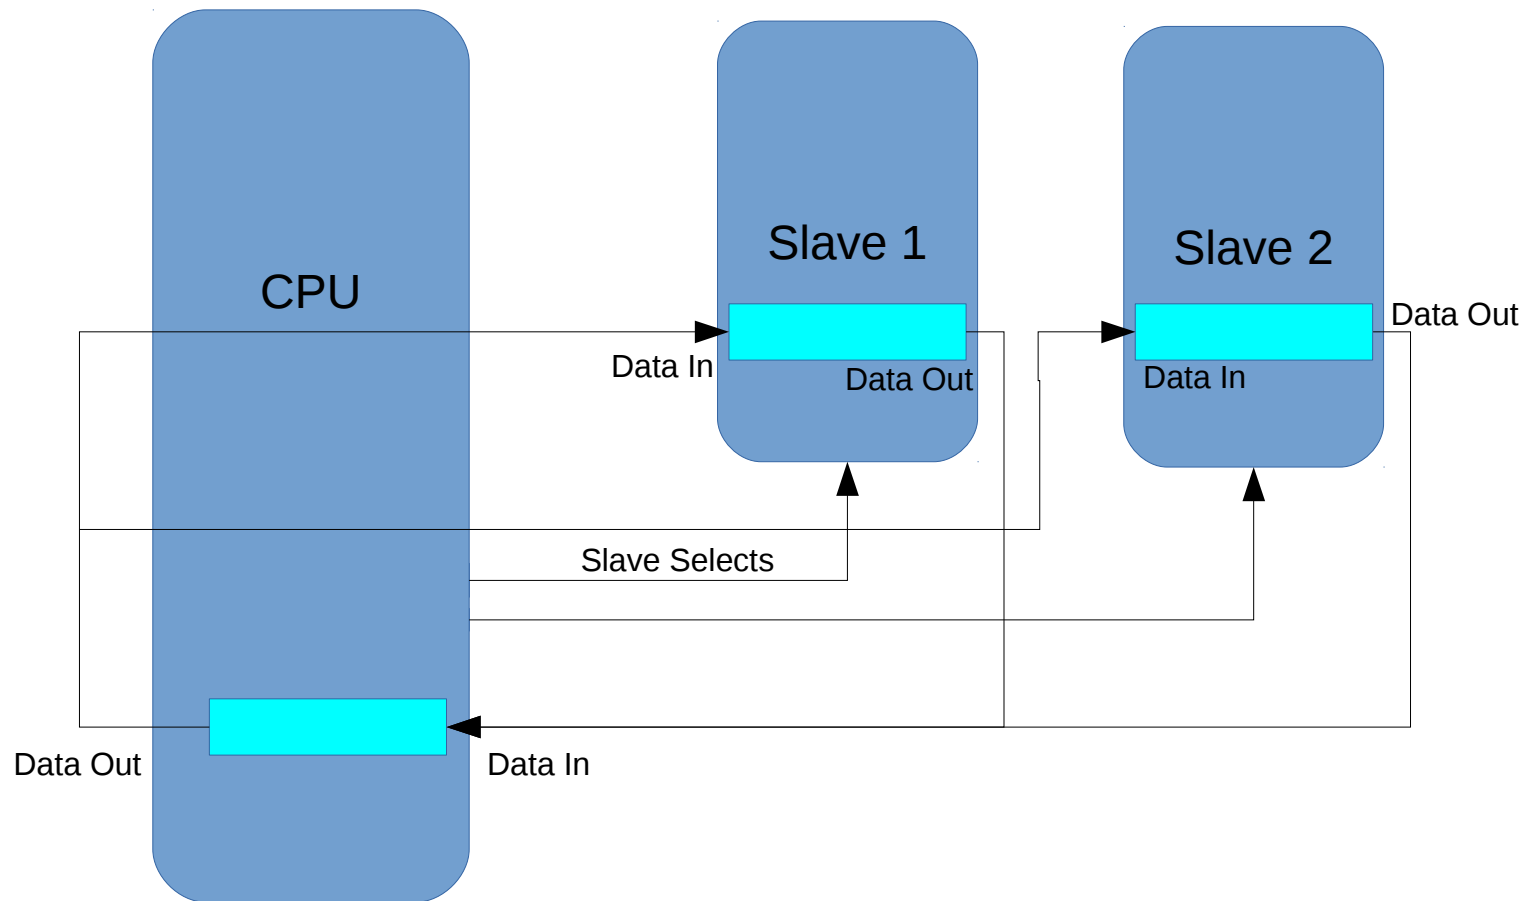 Slave 1
Slave 2
CPU
Data Out
Data In
Data Out
Data In
Slave Selects
Data Out
Data In